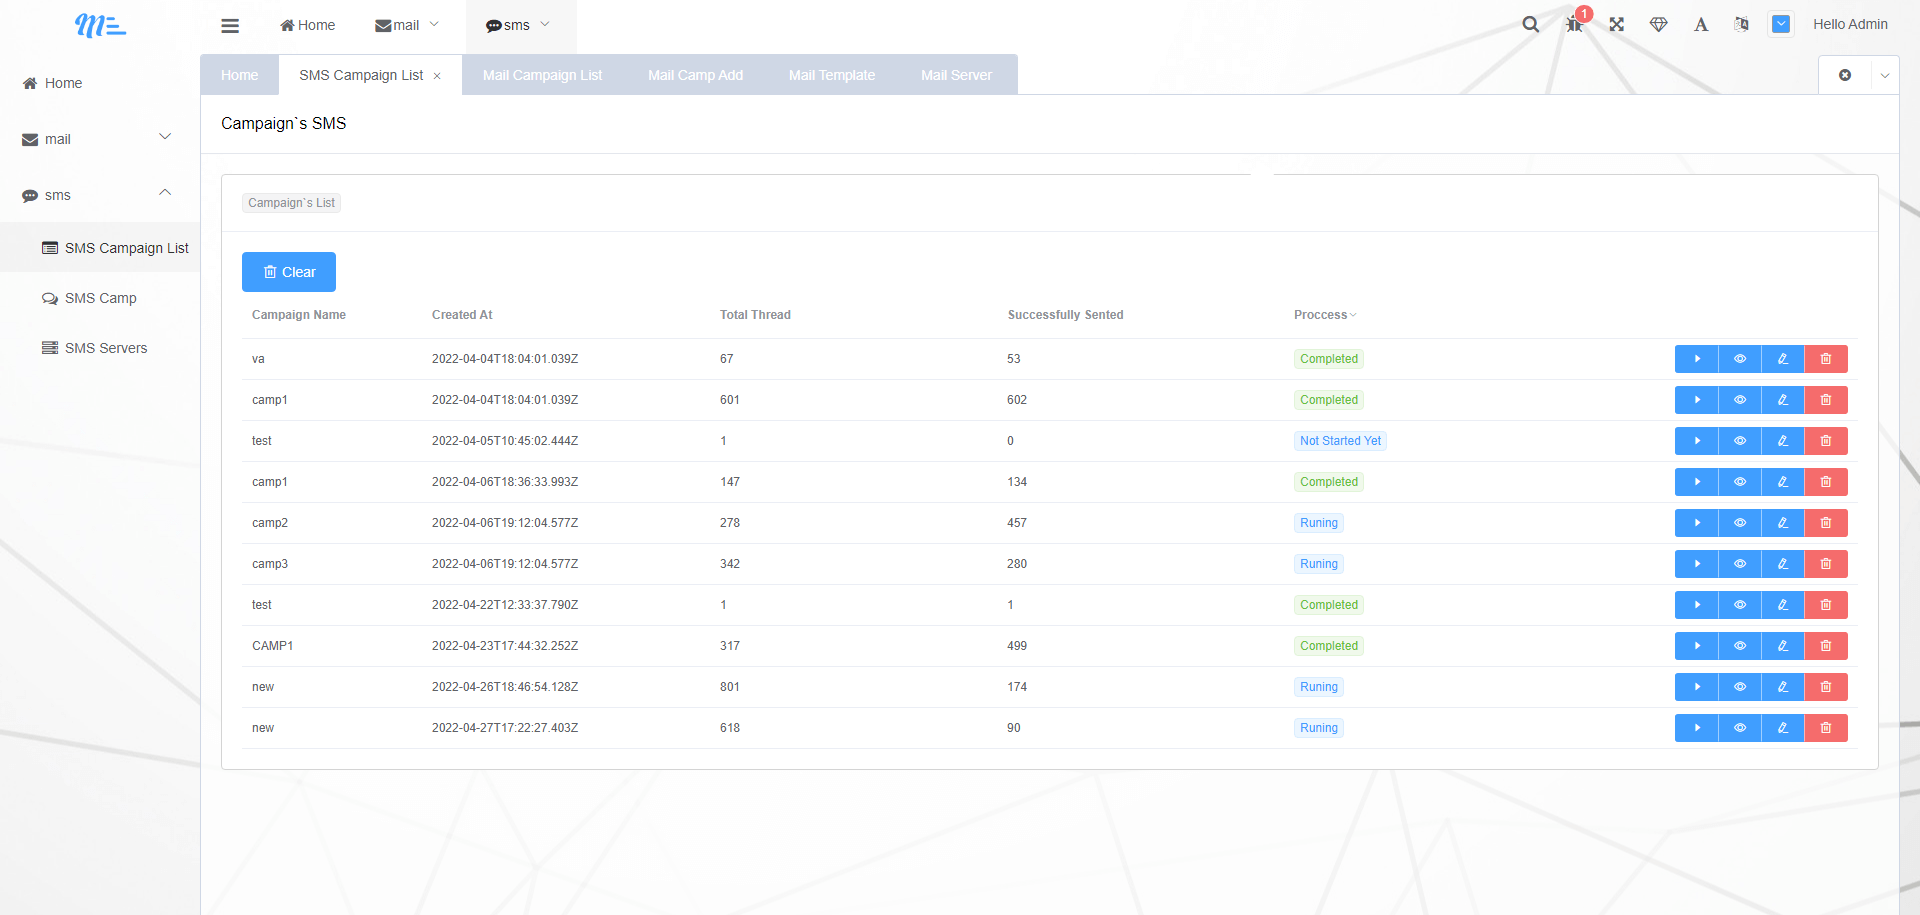 Home mail sms 1 Hello Admin
Home SMS Campaign List × Mail Campaign List Mail Camp Add Mail Template Mail Server
Home
mail
sms
SMS Campaign List
SMS Camp
SMS Servers
Campaign`s SMS
Campaign`s List
Clear
Campaign Name Created At Total Thread Successfully Sented Proccess
va 2022-04-04T18:04:01.039Z 67 53 Completed
camp1 2022-04-04T18:04:01.039Z 601 602 Completed
test 2022-04-05T10:45:02.444Z 1 0 Not Started Yet
camp1 2022-04-06T18:36:33.993Z 147 134 Completed
camp2 2022-04-06T19:12:04.577Z 278 457 Runing
camp3 2022-04-06T19:12:04.577Z 342 280 Runing
test 2022-04-22T12:33:37.790Z 1 1 Completed
CAMP1 2022-04-23T17:44:32.252Z 317 499 Completed
new 2022-04-26T18:46:54.128Z 801 174 Runing
new 2022-04-27T17:22:27.403Z 618 90 Runing